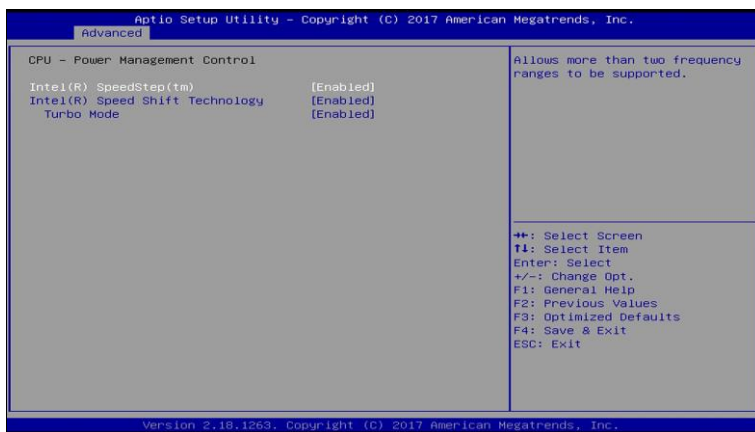 Aptio Setup Utility – Copyright (C) 2017 American Megatrends, Inc.
Advanced
CPU – Power Management Control
Intel(R) SpeedStep(tm) [Enabled]
Intel(R) Speed Shift Technology [Enabled]
Turbo Mode [Enabled]
Allows more than two frequency
ranges to be supported.
→←: Select Screen
↑↓: Select Item
Enter: Select
+/-: Change Opt.
F1: General Help
F2: Previous Values
F3: Optimized Defaults
F4: Save & Exit
ESC: Exit
Version 2.18.1263. Copyright (C) 2017 American Megatrends, Inc.